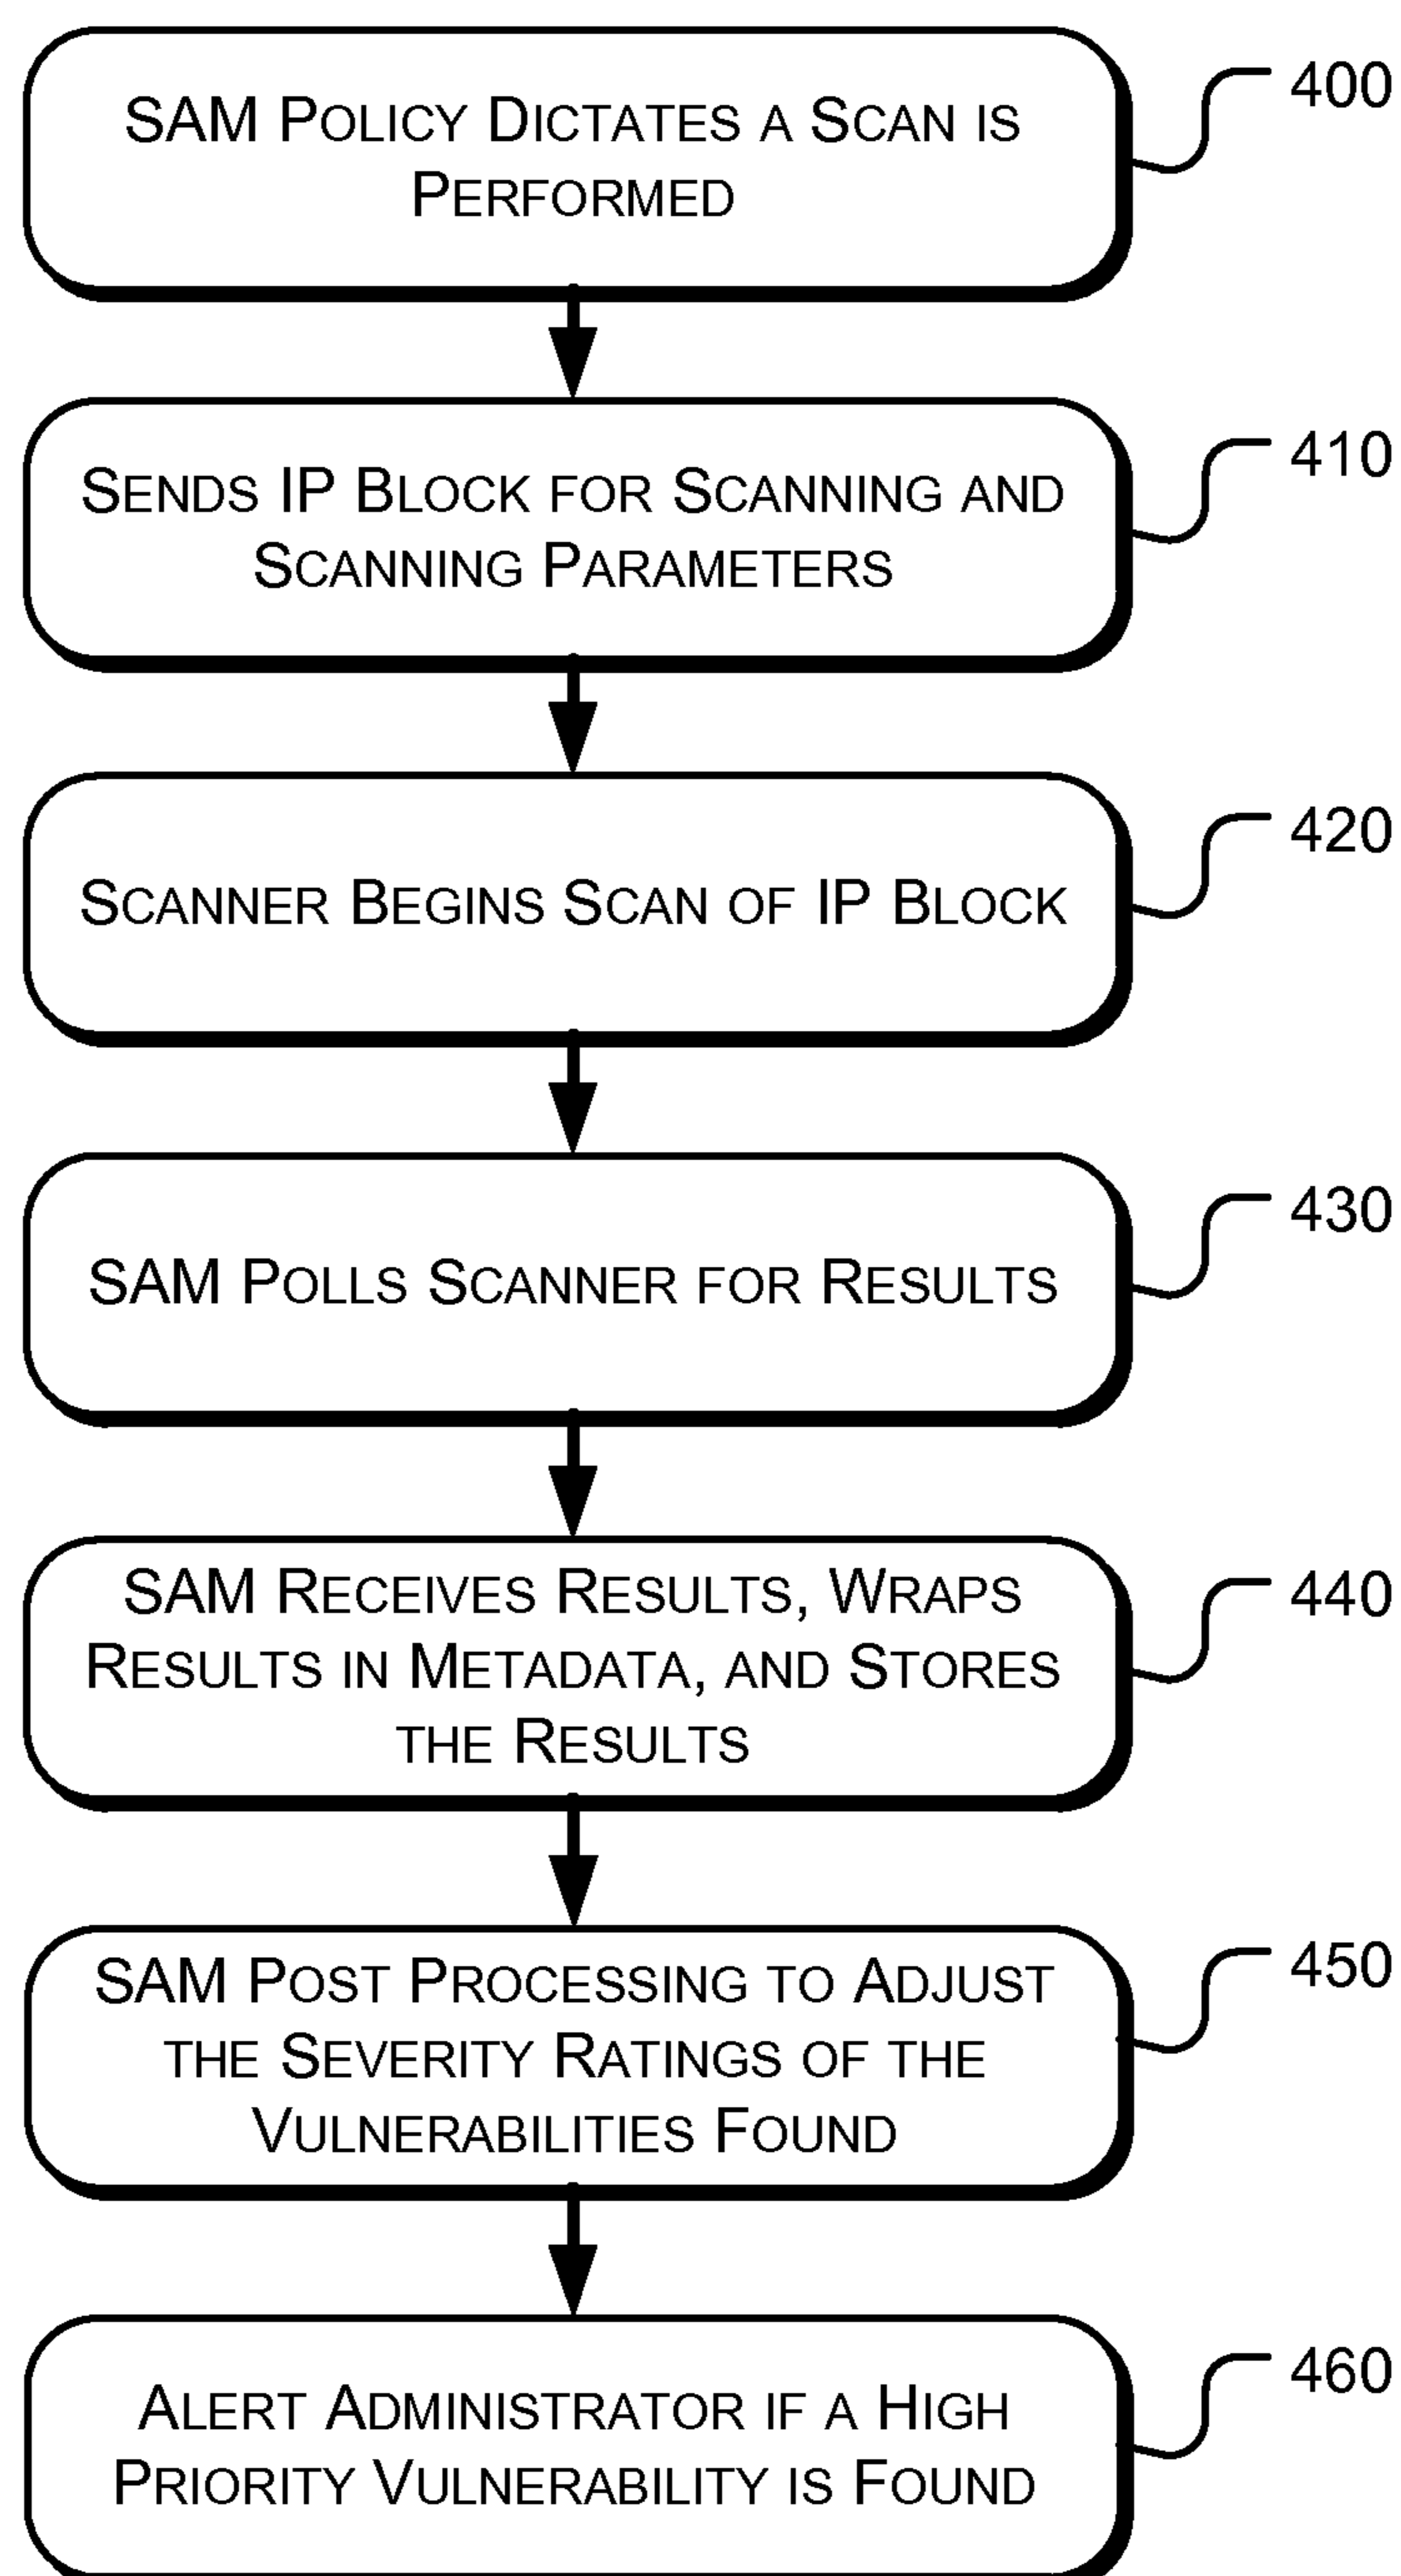 SAM POLICY DICTATES A SCAN IS
PERFORMED
400
SENDS IP BLOCK FOR SCANNING AND
SCANNING PARAMETERS
410
SCANNER BEGINS SCAN OF IP BLOCK
420
SAM POLLS SCANNER FOR RESULTS
430
SAM RECEIVES RESULTS, WRAPS
RESULTS IN METADATA, AND STORES
THE RESULTS
440
SAM POST PROCESSING TO ADJUST
THE SEVERITY RATINGS OF THE
VULNERABILITIES FOUND
450
ALERT ADMINISTRATOR IF A HIGH
PRIORITY VULNERABILITY IS FOUND
460